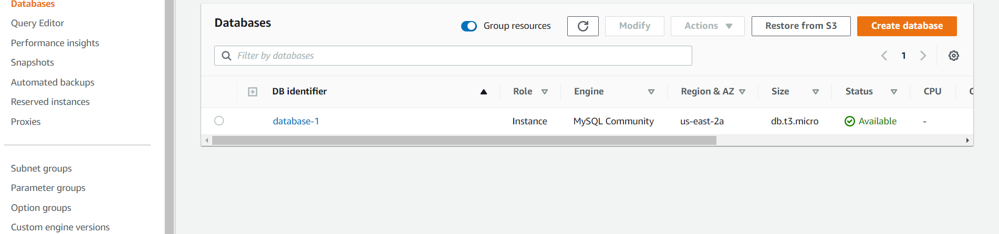 Databases
Query Editor
Performance insights
Snapshots
Automated backups
Reserved instances
Proxies
Subnet groups
Parameter groups
Option groups
Custom engine versions
Databases
Group resources
Modify
Actions
Restore from S3
Create database
Filter by databases
1
DB identifier Role Engine Region & AZ Size Status CPU
database-1 Instance MySQL Community us-east-2a db.t3.micro Available -